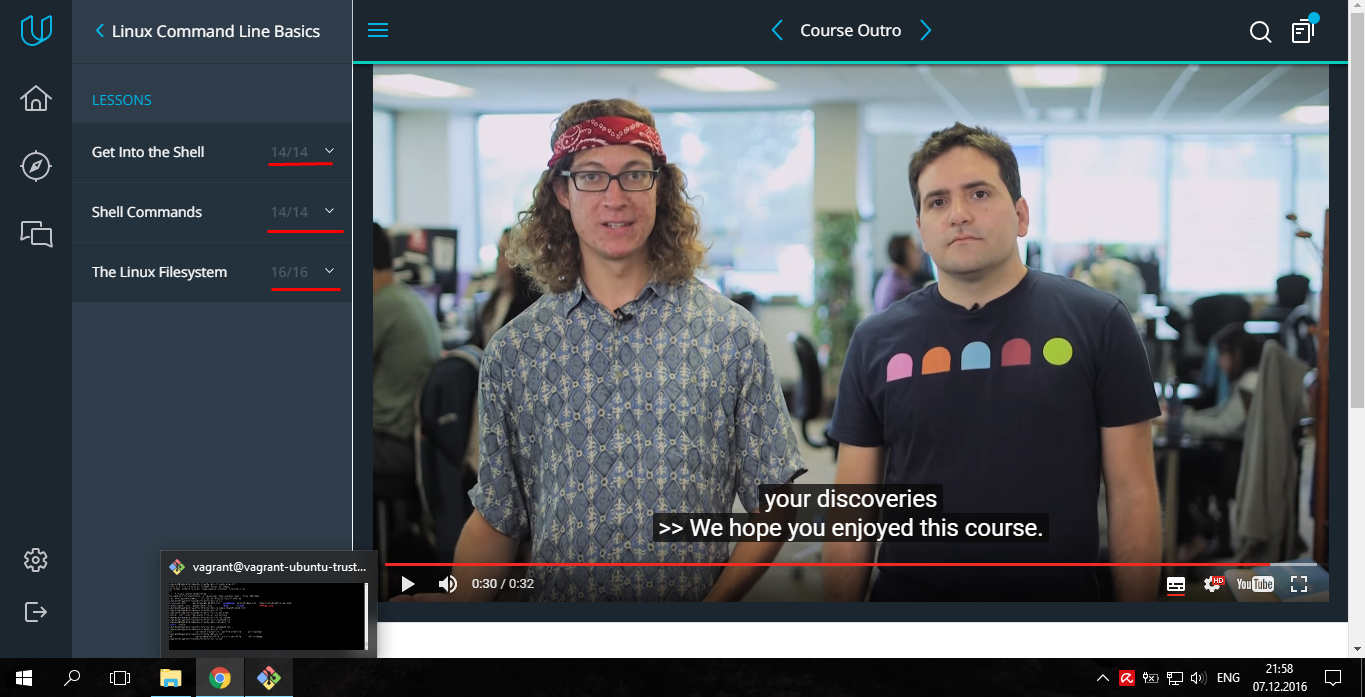 Linux Command Line Basics
Course Outro
LESSONS
Get Into the Shell 14/14
Shell Commands 14/14
The Linux Filesystem 16/16
your discoveries
>> We hope you enjoyed this course.
0:30 / 0:32
HD
YouTube
vagrant@vagrant-ubuntu-trust...
ENG
21:58
07.12.2016